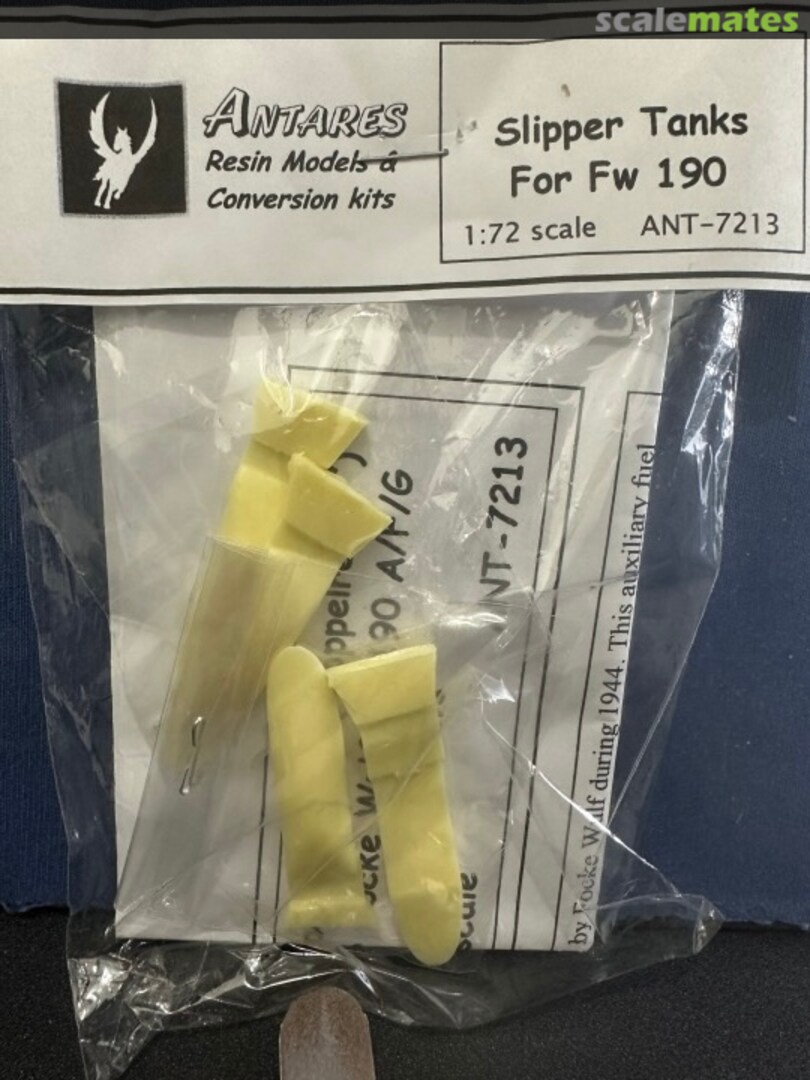 scalemates
ANTARES
Resin Models &
Conversion kits
Slipper Tanks
For Fw 190
1:72 scale ANT-7213
90 A/F/G
NT-7213
by Focke Wulf during 1944. This auxiliary fuel